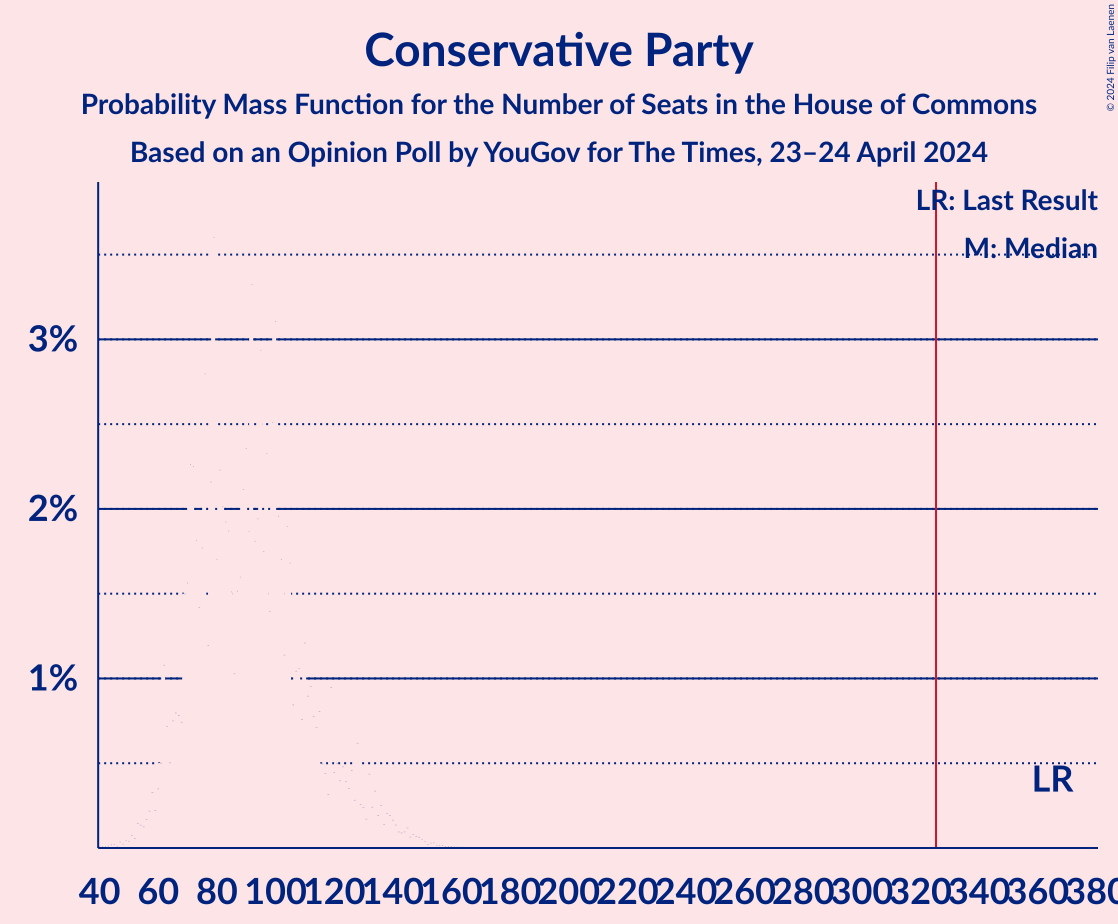 Conservative Party
Probability Mass Function for the Number of Seats in the House of Commons
Based on an Opinion Poll by YouGov for The Times, 23–24 April 2024
© 2024 Filip van Laenen
LR: Last Result
M: Median
3%
2%
1%
LR
40 60 80 100 120 140 160 180 200 220 240 260 280 300 320 340 360 380